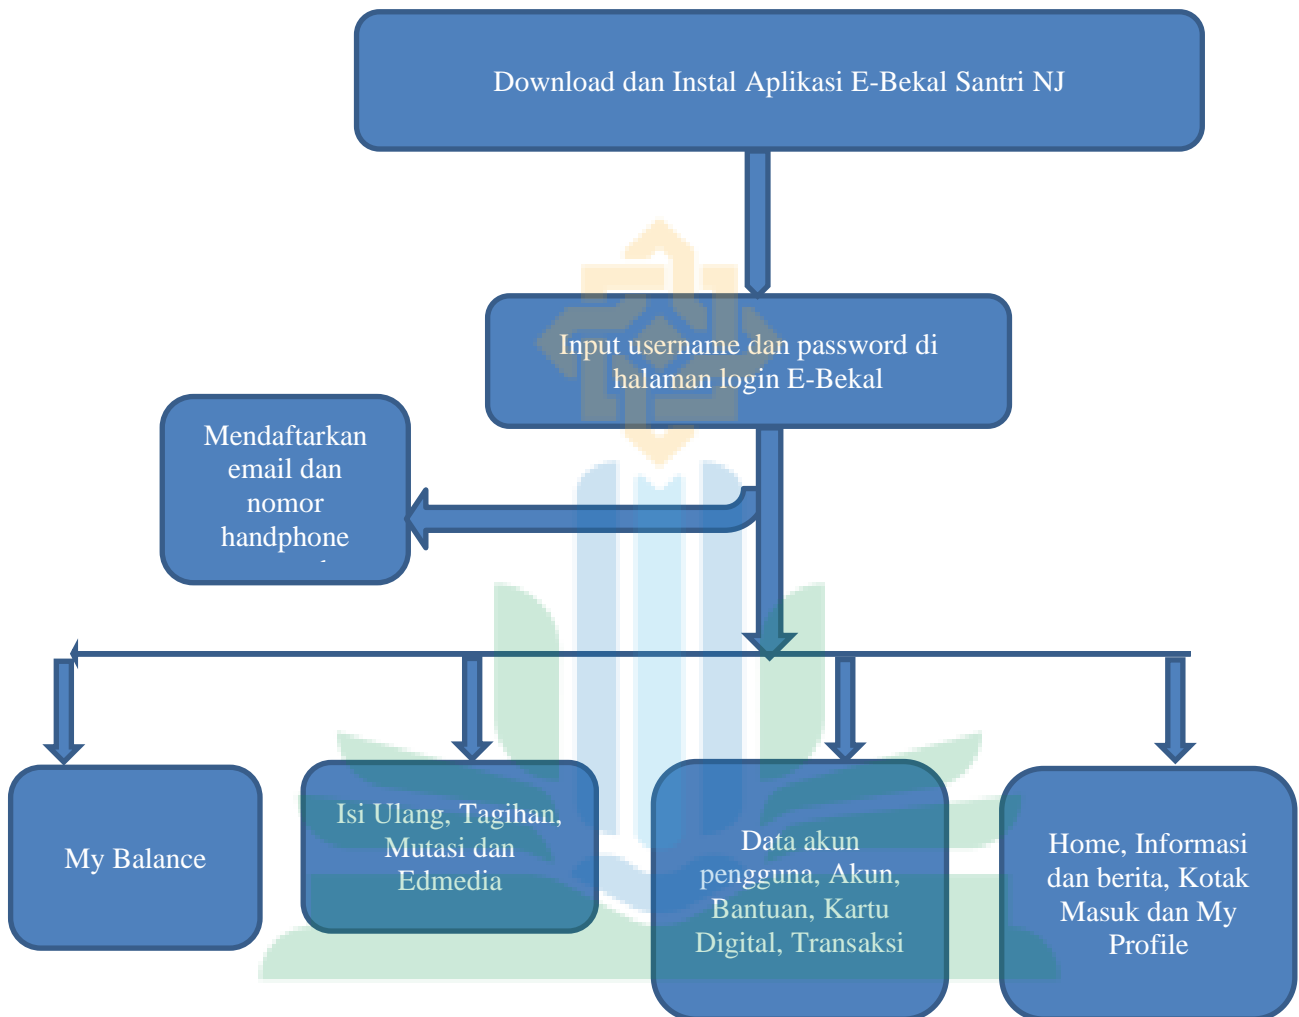 Download dan Instal Aplikasi E-Bekal Santri NJ
Input username dan password di
halaman login E-Bekal
Mendaftarkan
email dan
nomor
handphone
My Balance
Isi Ulang, Tagihan,
Mutasi dan
Edmedia
Data akun
pengguna, Akun,
Bantuan, Kartu
Digital, Transaksi
Home, Informasi
dan berita, Kotak
Masuk dan My
Profile